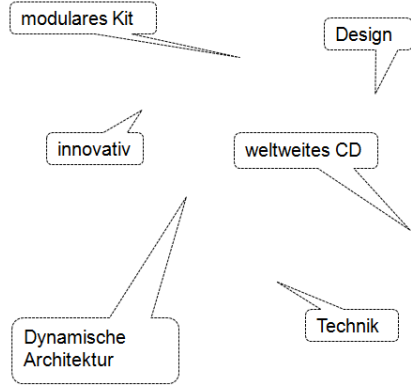 modulares Kit
Design
innovativ
weltweites CD
Technik
Dynamische
Architektur